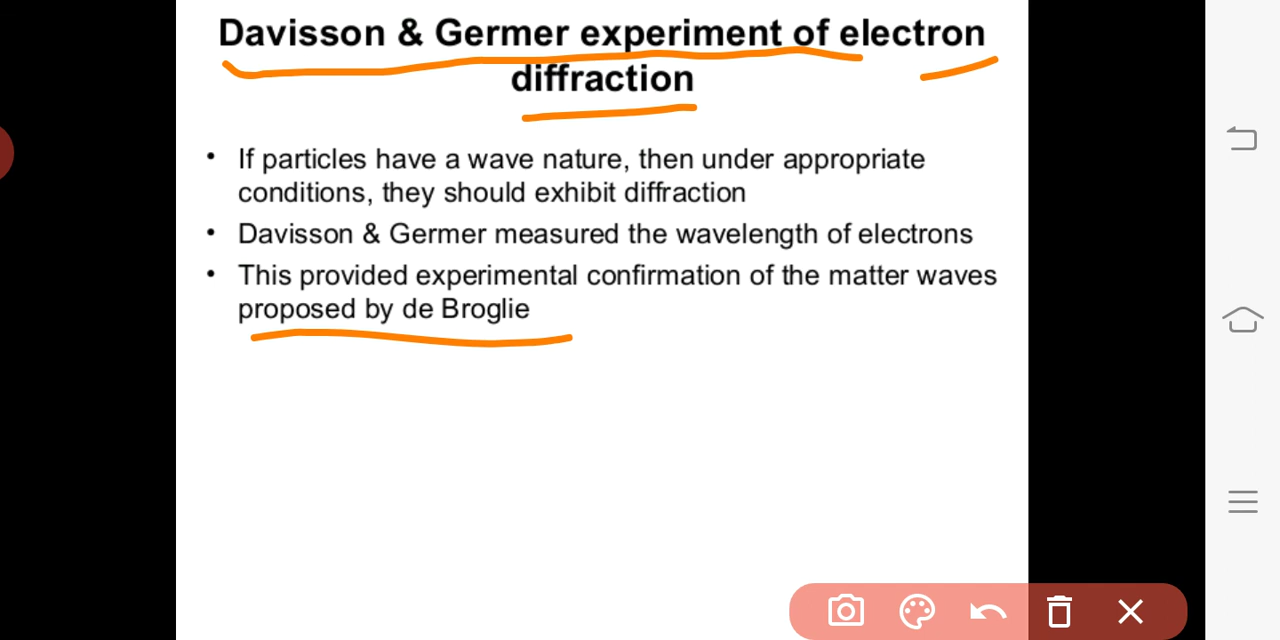 Davisson & Germer experiment of electron
diffraction
• If particles have a wave nature, then under appropriate
conditions, they should exhibit diffraction
• Davisson & Germer measured the wavelength of electrons
• This provided experimental confirmation of the matter waves
proposed by de Broglie